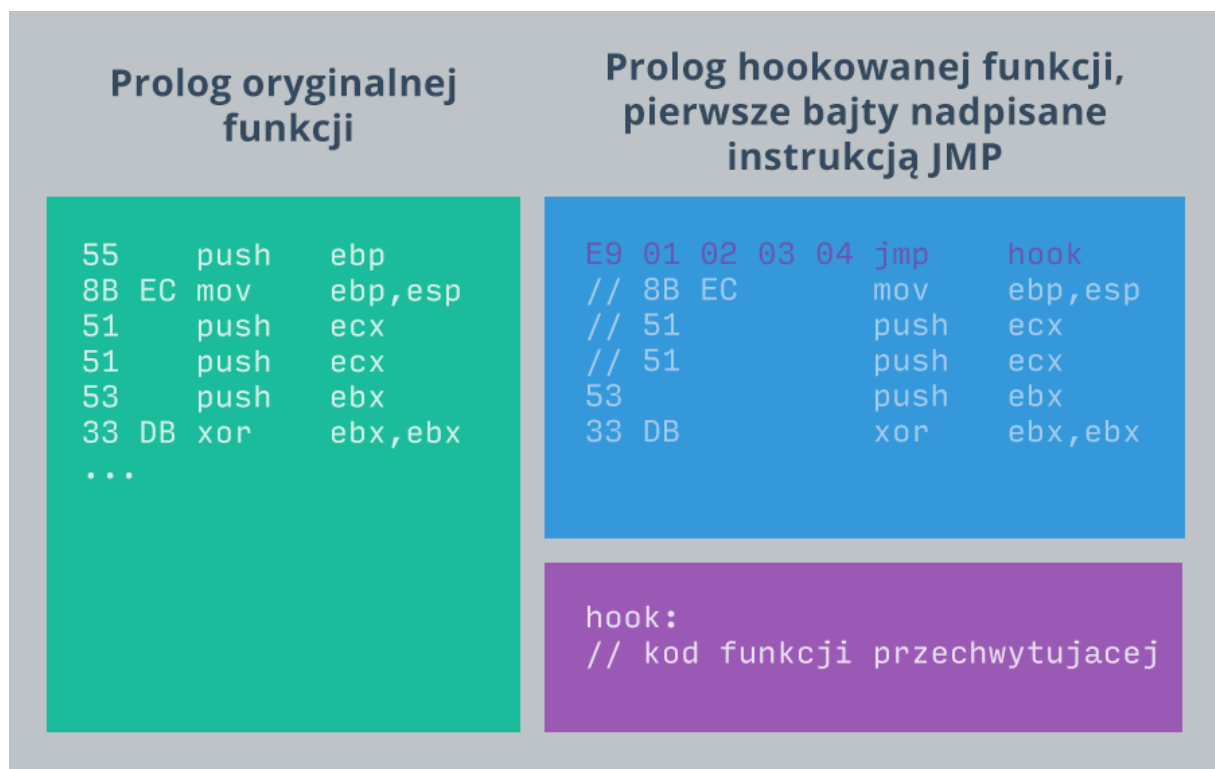 Prolog oryginalnej
funkcji
55 push ebp
8B EC mov ebp,esp
51 push ecx
51 push ecx
53 push ebx
33 DB xor ebx,ebx
...
Prolog hookowanej funkcji,
pierwsze bajty nadpisane
instrukcją JMP
E9 01 02 03 04 jmp hook
// 8B EC mov ebp,esp
// 51 push ecx
// 51 push ecx
53 push ebx
33 DB xor ebx,ebx
hook:
// kod funkcji przechwytujacej